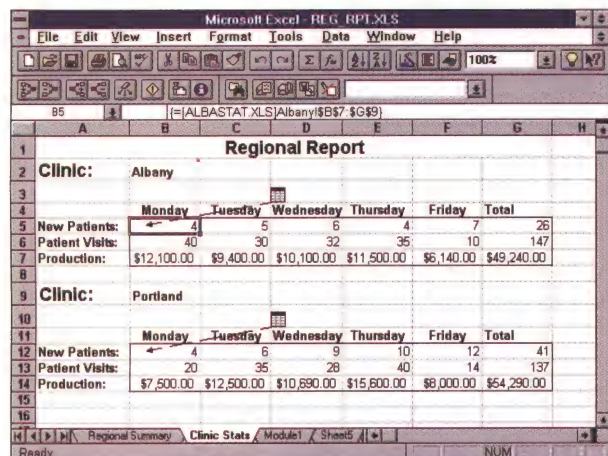 Microsoft Excel - REG_RPT.XLS
File Edit View Insert Format Tools Data Window Help
100%
B5 {=[ALBASTAT.XLS]Albany!$B$7:$G$9}
A B C D E F G H
1 Regional Report
2 Clinic: Albany
3
4 Monday Tuesday Wednesday Thursday Friday Total
5 New Patients: 4 5 6 4 7 26
6 Patient Visits: 40 30 32 35 10 147
7 Production: $12,100.00 $9,400.00 $10,100.00 $11,500.00 $6,140.00 $49,240.00
8
9 Clinic: Portland
10
11 Monday Tuesday Wednesday Thursday Friday Total
12 New Patients: 4 6 9 10 12 41
13 Patient Visits: 20 35 28 40 14 137
14 Production: $7,500.00 $12,500.00 $10,690.00 $15,600.00 $8,000.00 $54,290.00
15
16
Regional Summary Clinic Stats Module1 Sheet5
Ready NUM